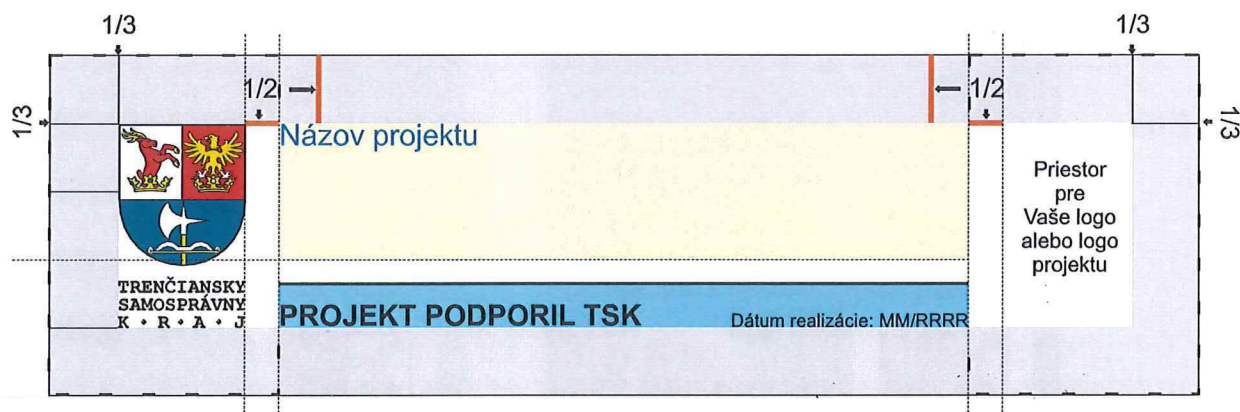 1/3
1/3
1/2
1/2
1/3
1/3
Názov projektu
Priestor
pre
Vaše logo
alebo logo
projektu
TRENČIANSKY
SAMOSPRÁVNY
K · R · A · J
PROJEKT PODPORIL TSK
Dátum realizácie: MM/RRRR